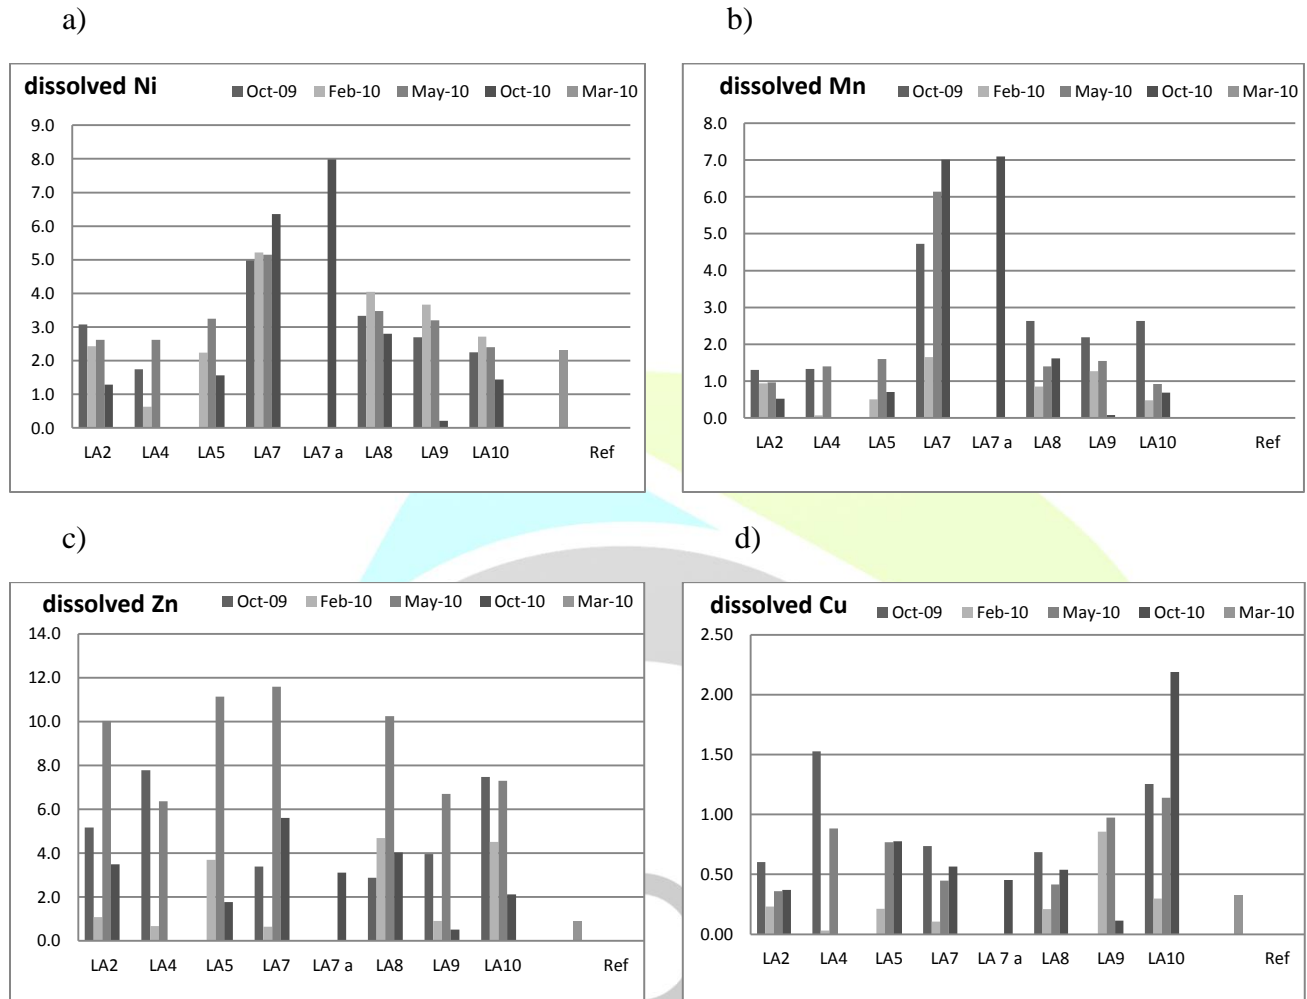 a)
b)
dissolved Ni Oct-09 Feb-10 May-10 Oct-10 Mar-10
9.0
8.0
7.0
6.0
5.0
4.0
3.0
2.0
1.0
0.0
LA2 LA4 LA5 LA7 LA7 a LA8 LA9 LA10 Ref
dissolved Mn Oct-09 Feb-10 May-10 Oct-10 Mar-10
8.0
7.0
6.0
5.0
4.0
3.0
2.0
1.0
0.0
LA2 LA4 LA5 LA7 LA7 a LA8 LA9 LA10 Ref
c)
d)
dissolved Zn Oct-09 Feb-10 May-10 Oct-10 Mar-10
14.0
12.0
10.0
8.0
6.0
4.0
2.0
0.0
LA2 LA4 LA5 LA7 LA7 a LA8 LA9 LA10 Ref
dissolved Cu Oct-09 Feb-10 May-10 Oct-10 Mar-10
2.50
2.00
1.50
1.00
0.50
0.00
LA2 LA4 LA5 LA7 LA 7 a LA8 LA9 LA10 Ref